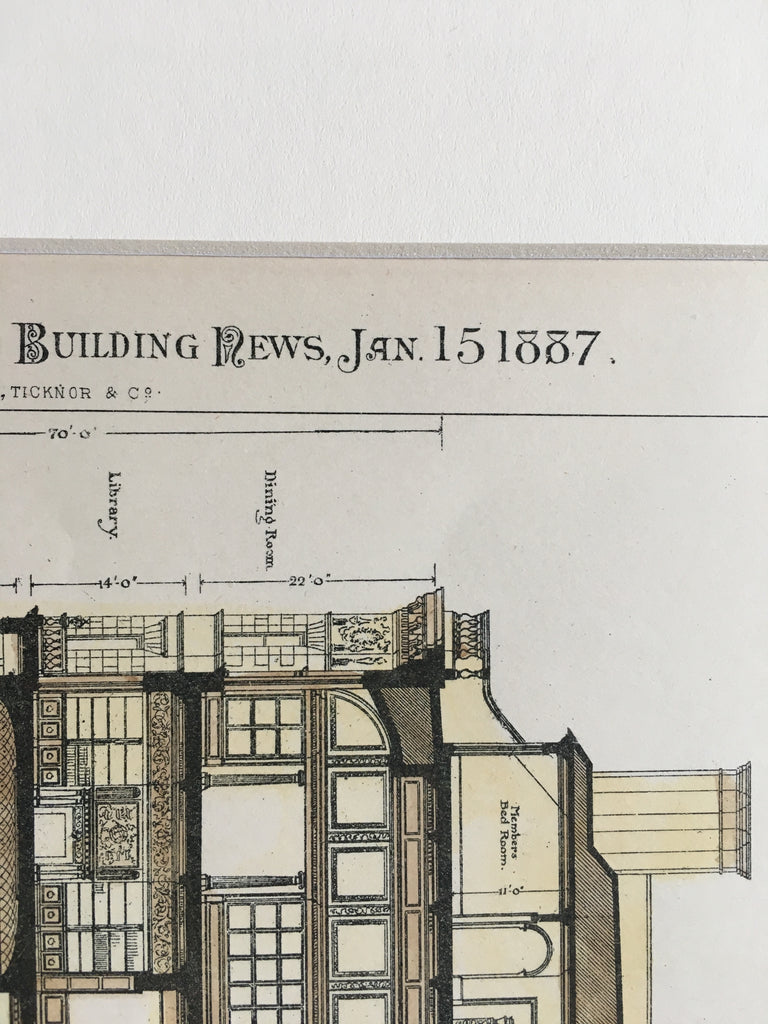 Building News, Jan. 15 1887.
, TICKNOR & Co.
70'-0"
Library.
Dining Room.
14'-0"
22'-0"
Members
Bed Room.
11'-0"